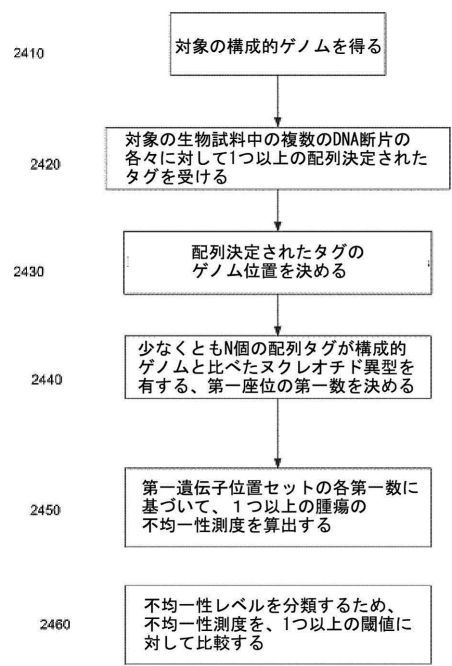 2410
対象の構成的ゲノムを得る
2420
対象の生物試料中の複数のDNA断片の
各々に対して1つ以上の配列決定された
タグを受ける
2430
配列決定されたタグの
ゲノム位置を決める
2440
少なくともN個の配列タグが構成的
ゲノムと比べたヌクレオチド異型を
有する、第一座位の第一数を決める
2450
第一遺伝子位置セットの各第一数に
基づいて、１つ以上の腫瘍の
不均一性測度を算出する
2460
不均一性レベルを分類するため、
不均一性測度を、1つ以上の閾値に
対して比較する